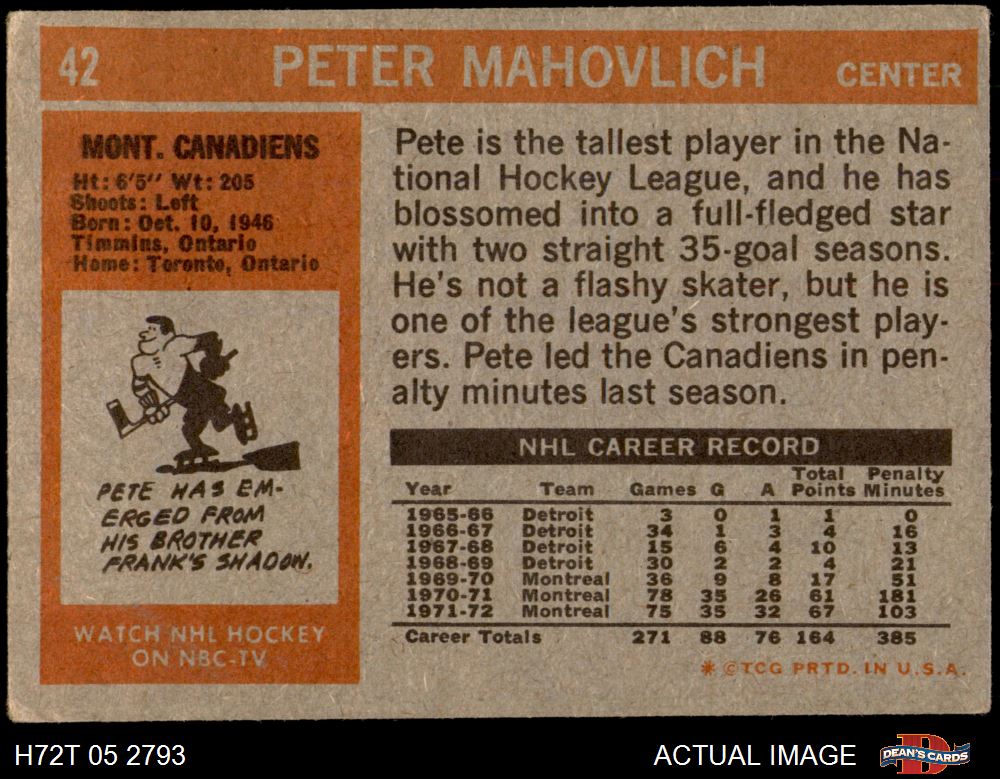 42 PETER MAHOVLICH CENTER
MONT. CANADIENS
Ht: 6'5″ Wt: 205
Shoots: Left
Born: Oct. 10, 1946
Timmins, Ontario
Home: Toronto, Ontario
PETE HAS EM-
ERGED FROM
HIS BROTHER
FRANK'S SHADOW.
WATCH NHL HOCKEY
ON NBC-TV
Pete is the tallest player in the Na-
tional Hockey League, and he has
blossomed into a full-fledged star
with two straight 35-goal seasons.
He's not a flashy skater, but he is
one of the league's strongest play-
ers. Pete led the Canadiens in pen-
alty minutes last season.
NHL CAREER RECORD
Year Team Games G A Total Points Penalty Minutes
1965-66 Detroit 3 0 1 1 0
1966-67 Detroit 34 1 3 4 16
1967-68 Detroit 15 6 4 10 13
1968-69 Detroit 30 2 2 4 21
1969-70 Montreal 36 9 8 17 51
1970-71 Montreal 78 35 26 61 181
1971-72 Montreal 75 35 32 67 103
Career Totals 271 88 76 164 385
* ©TCG PRTD. IN U.S.A.
H72T 05 2793 ACTUAL IMAGE DEAN'S CARDS